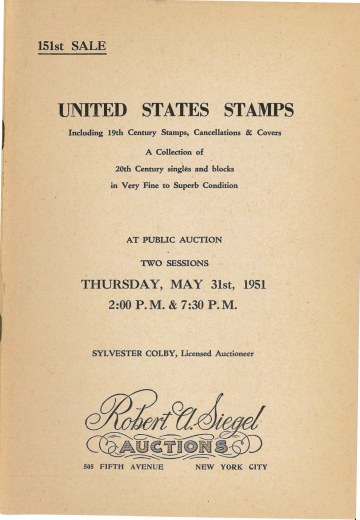 151st SALE
UNITED STATES STAMPS
Including 19th Century Stamps, Cancellations & Covers
A Collection of
20th Century singles and blocks
in Very Fine to Superb Condition
AT PUBLIC AUCTION
TWO SESSIONS
THURSDAY, MAY 31st, 1951
2:00 P. M. & 7:30 P. M.
SYLVESTER COLBY, Licensed Auctioneer
Robert A. Siegel
AUCTIONS
505 FIFTH AVENUE NEW YORK CITY